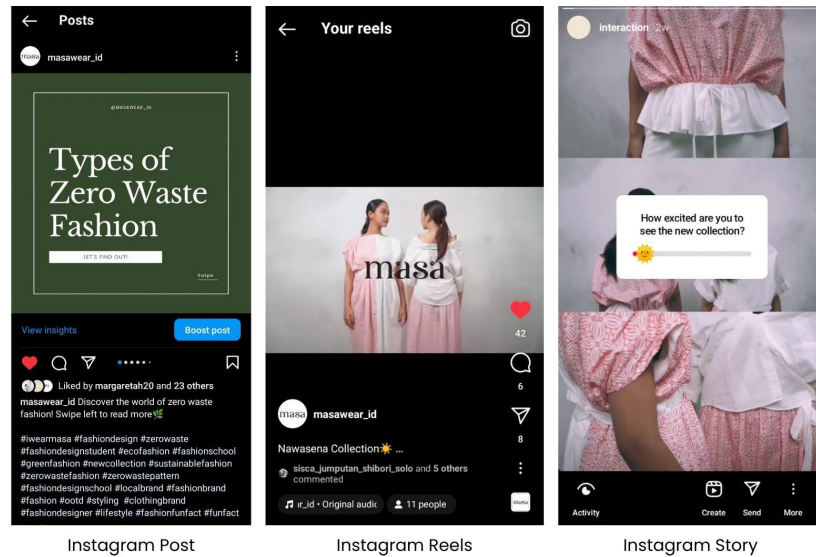 Posts
masa
masawear_id
@MASAWEAR_ID
Types of
Zero Waste
Fashion
LET'S FIND OUT!
Swipe
View insights
Boost post
Liked by margaretah20 and 23 others
masawear_id Discover the world of zero waste
fashion! Swipe left to read more🌿
#iwearmasa #fashiondesign #zerowaste
#fashiondesignstudent #ecofashion #fashionschool
#greenfashion #newcollection #sustainablefashion
#zerowastefashion #zerowastepattern
#fashiondesignschool #localbrand #fashionbrand
#fashion #ootd #styling #clothingbrand
#fashiondesigner #lifestyle #fashionfunfact #funfact
Instagram Post
Your reels
masa
42
6
8
masa
masawear_id
Nawasena Collection☀️ ...
sisca_jumputan_shibori_solo and 5 others
commented
ır_id • Original audic
11 people
masa
Instagram Reels
interaction 2w
How excited are you to
see the new collection?
Activity
Create
Send
More
Instagram Story